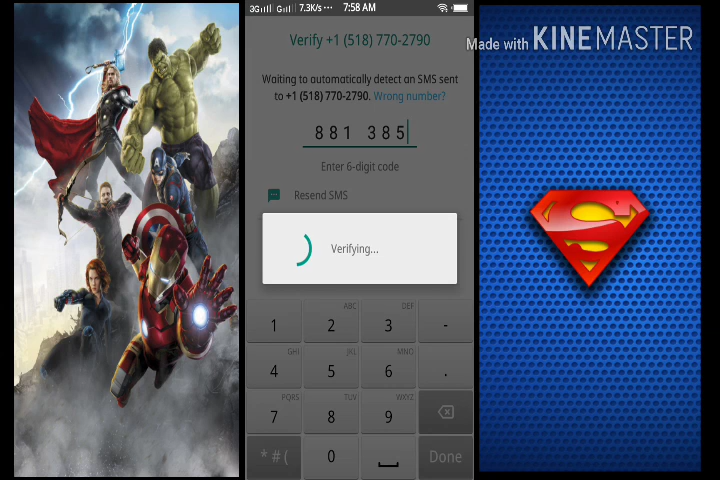 3G G 7.3K/s ··· 7:58 AM
Verify +1 (518) 770-2790
Made with KINEMASTER
Waiting to automatically detect an SMS sent
to +1 (518) 770-2790. Wrong number?
881 385
Enter 6-digit code
Resend SMS
Verifying...
ABC DEF
1 2 3 -
GHI JKL MNO
4 5 6 .
PQRS TUV WXYZ
7 8 9
* # ( 0 Done